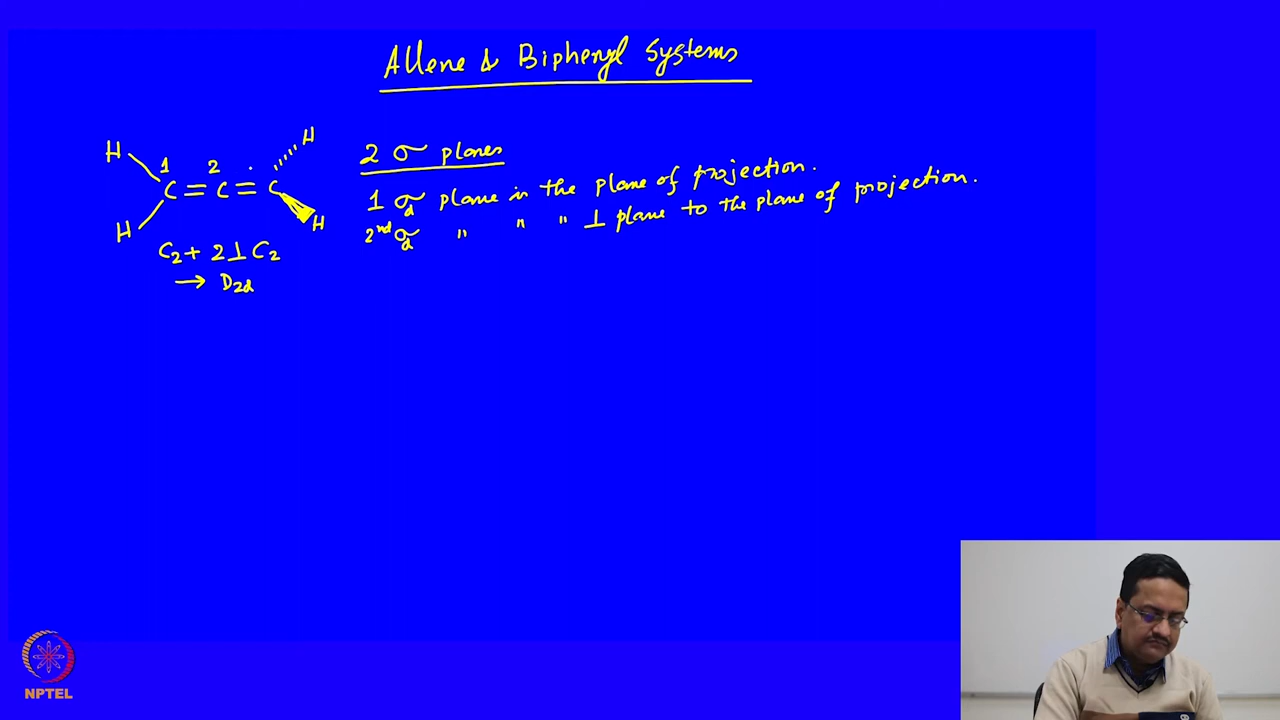 Allene & Biphenyl Systems
H H
1 2
C = C = C
H H
C2 + 2⊥C2
→ D2d
2 σ planes
1 σd plane in the plane of projection.
2nd σd " " " ⊥ plane to the plane of projection.
NPTEL